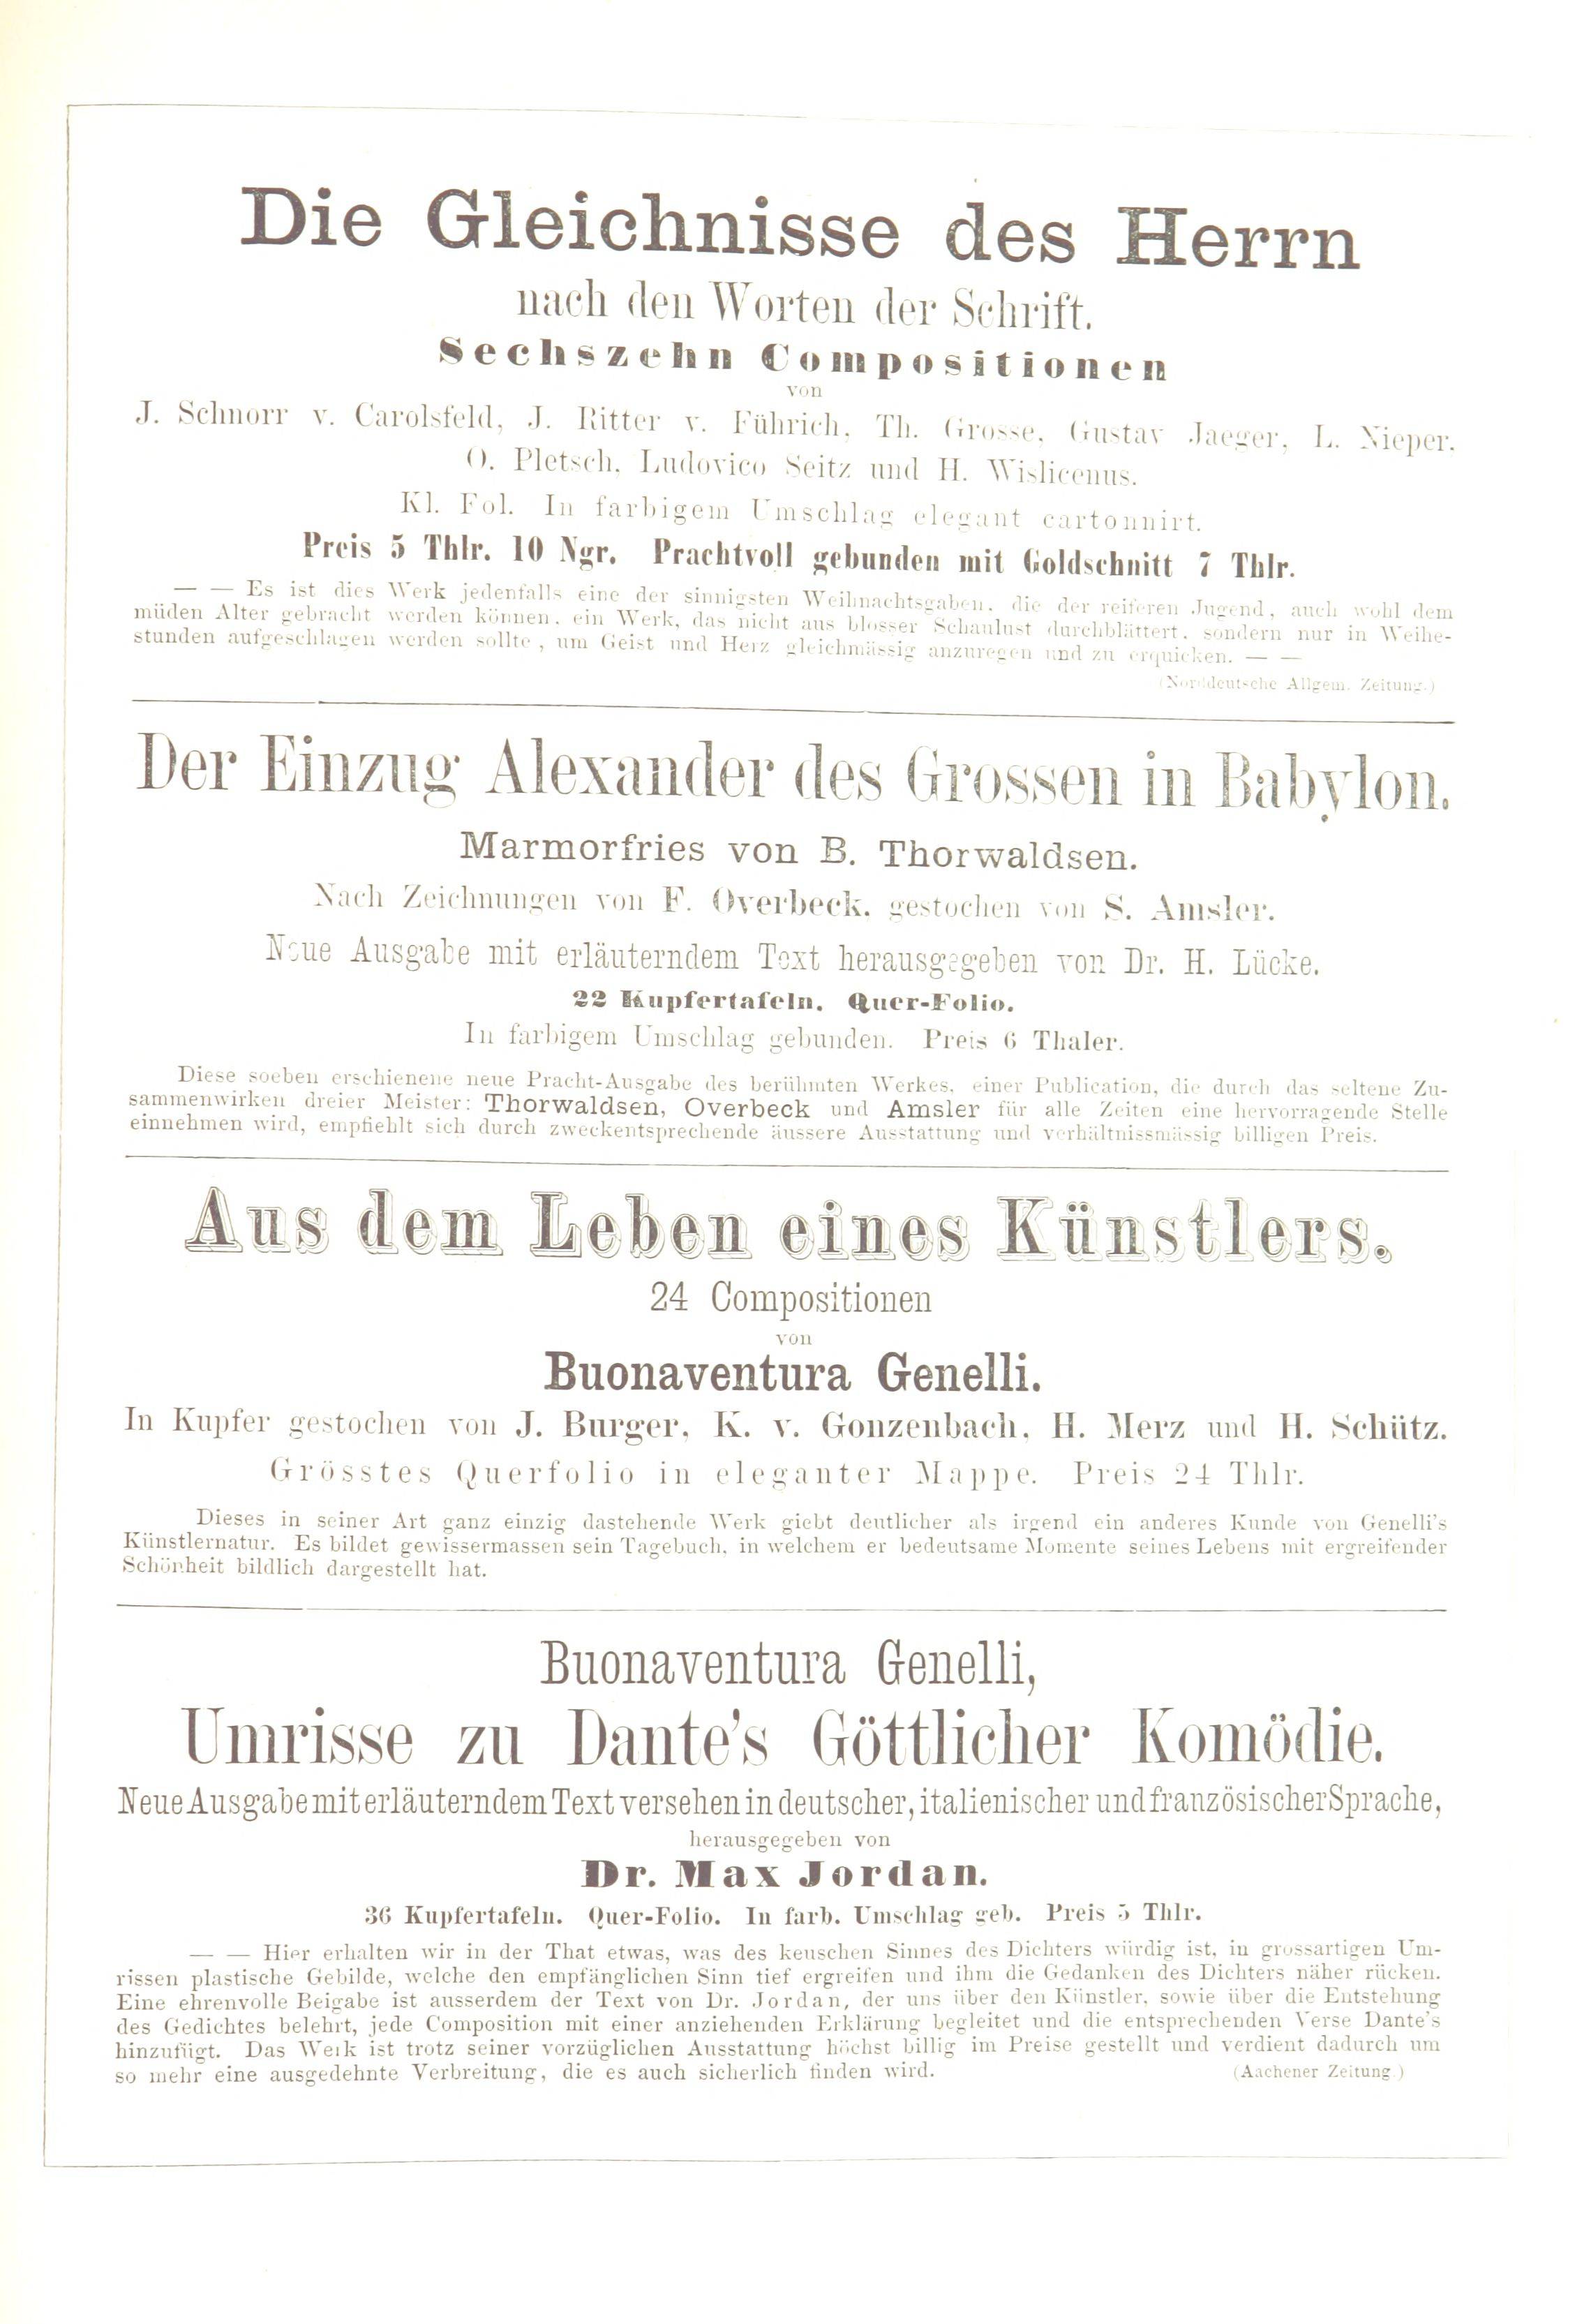 Die Gleichnisse des Herrn
nach den Worten der Schrift.
Sechszehn Compositionen
von
J. Schnorr v. Carolsfeld, J. Ritter v. Führich, Th. Grosse, Gustav Jaeger, L. Nieper,
O. Pletsch, Ludovico Seitz und H. Wislicenus.
Kl. Fol. In farbigem Umschlag elegant cartonnirt.
Preis 5 Thlr. 10 Ngr. Prachtvoll gebunden mit Goldschnitt 7 Thlr.
— — Es ist dies Werk jedenfalls eine der sinnigsten Weihnachtsgaben, die der reiferen Jugend, auch wohl dem
müden Alter gebracht werden können, ein Werk, das nicht aus blosser Schaulust durchblättert, sondern nur in Weihe-
stunden aufgeschlagen werden sollte, um Geist und Herz gleichmässig anzuregen und zu erquicken. — —
(Norddeutsche Allgem. Zeitung.)
Der Einzug Alexander des Grossen in Babylon.
Marmorfries von B. Thorwaldsen.
Nach Zeichnungen von F. Overbeck, gestochen von S. Amsler.
Neue Ausgabe mit erläuterndem Text herausgegeben von Dr. H. Lücke.
22 Kupfertafeln. Quer-Folio.
In farbigem Umschlag gebunden. Preis 6 Thaler.
Diese soeben erschienene neue Pracht-Ausgabe des berühmten Werkes, einer Publication, die durch das seltene Zu-
sammenwirken dreier Meister: Thorwaldsen, Overbeck und Amsler für alle Zeiten eine hervorragende Stelle
einnehmen wird, empfiehlt sich durch zweckentsprechende äussere Ausstattung und verhältnissmässig billigen Preis.
Aus dem Leben eines Künstlers.
24 Compositionen
von
Buonaventura Genelli.
In Kupfer gestochen von J. Burger, K. v. Gonzenbach, H. Merz und H. Schütz.
Grösstes Querfolio in eleganter Mappe. Preis 24 Thlr.
Dieses in seiner Art ganz einzig dastehende Werk giebt deutlicher als irgend ein anderes Kunde von Genelli's
Künstlernatur. Es bildet gewissermassen sein Tagebuch, in welchem er bedeutsame Momente seines Lebens mit ergreifender
Schönheit bildlich dargestellt hat.
Buonaventura Genelli,
Umrisse zu Dante's Göttlicher Komödie.
Neue Ausgabe mit erläuterndem Text versehen in deutscher, italienischer und französischer Sprache,
herausgegeben von
Dr. Max Jordan.
36 Kupfertafeln. Quer-Folio. In farb. Umschlag geb. Preis 5 Thlr.
— — Hier erhalten wir in der That etwas, was des keuschen Sinnes des Dichters würdig ist, in grossartigen Um-
rissen plastische Gebilde, welche den empfänglichen Sinn tief ergreifen und ihm die Gedanken des Dichters näher rücken.
Eine ehrenvolle Beigabe ist ausserdem der Text von Dr. Jordan, der uns über den Künstler, sowie über die Entstehung
des Gedichtes belehrt, jede Composition mit einer anziehenden Erklärung begleitet und die entsprechenden Verse Dante's
hinzufügt. Das Werk ist trotz seiner vorzüglichen Ausstattung höchst billig im Preise gestellt und verdient dadurch um
so mehr eine ausgedehnte Verbreitung, die es auch sicherlich finden wird. (Aachener Zeitung.)